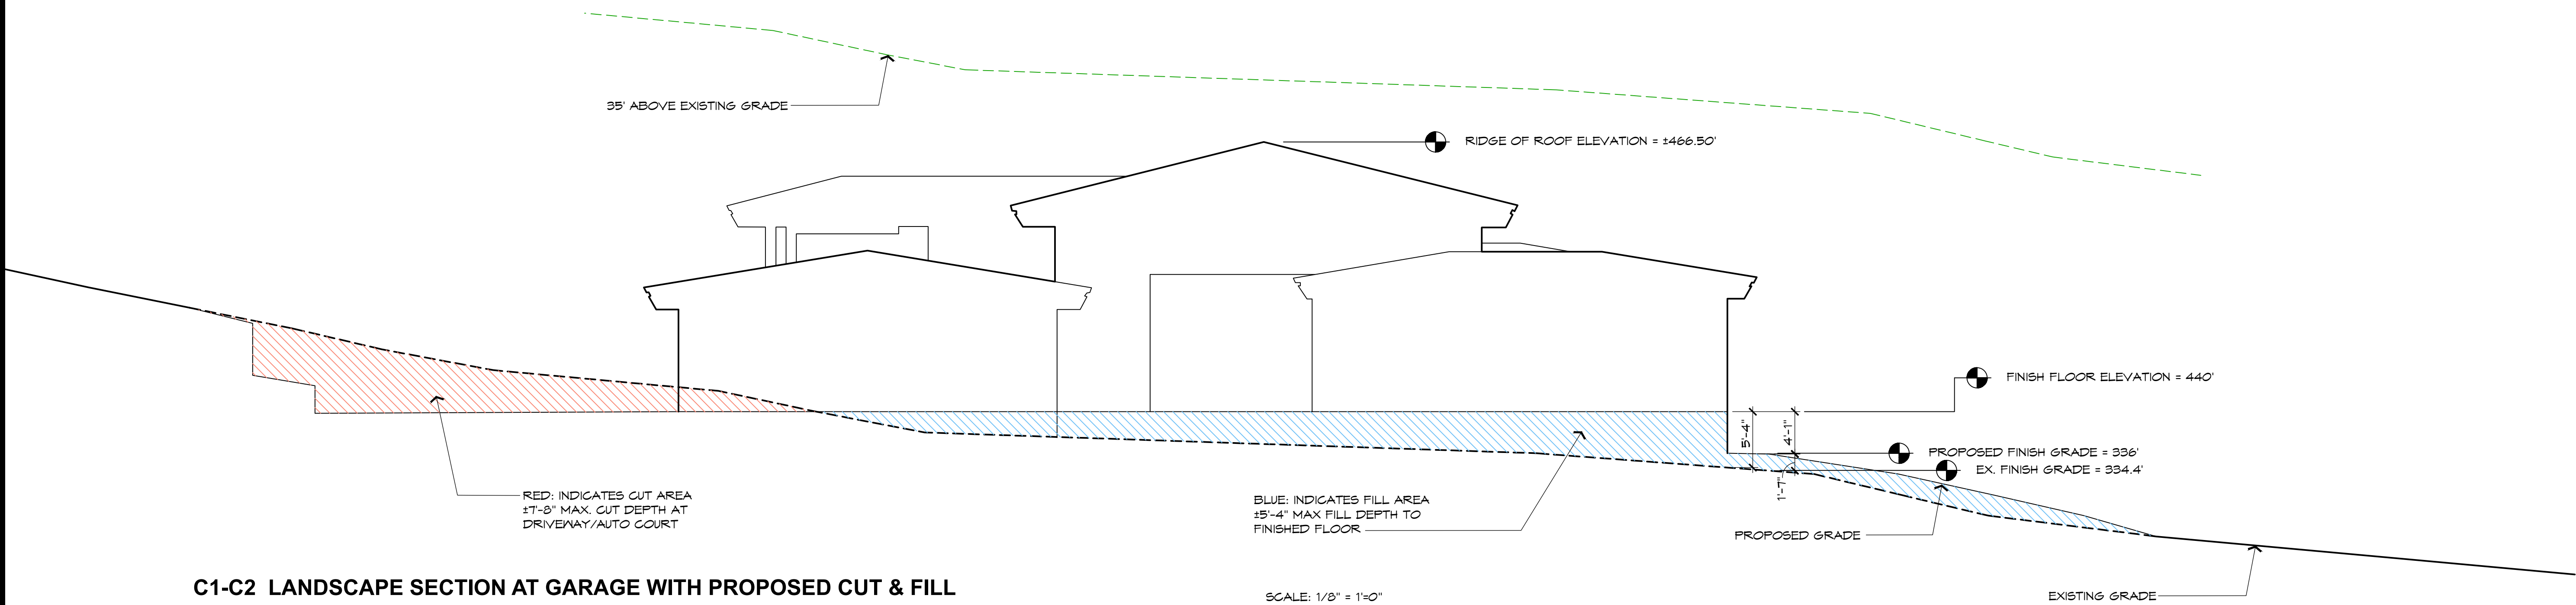 35' ABOVE EXISTING GRADE
RIDGE OF ROOF ELEVATION = ±466.50'
FINISH FLOOR ELEVATION = 440'
5'-4"
4'-1"
PROPOSED FINISH GRADE = 336'
EX. FINISH GRADE = 334.4'
1'-7"
RED: INDICATES CUT AREA
±7'-8" MAX. CUT DEPTH AT
DRIVEWAY/AUTO COURT
BLUE: INDICATES FILL AREA
±5'-4" MAX FILL DEPTH TO
FINISHED FLOOR
PROPOSED GRADE
C1-C2 LANDSCAPE SECTION AT GARAGE WITH PROPOSED CUT & FILL
SCALE: 1/8" = 1'=0"
EXISTING GRADE